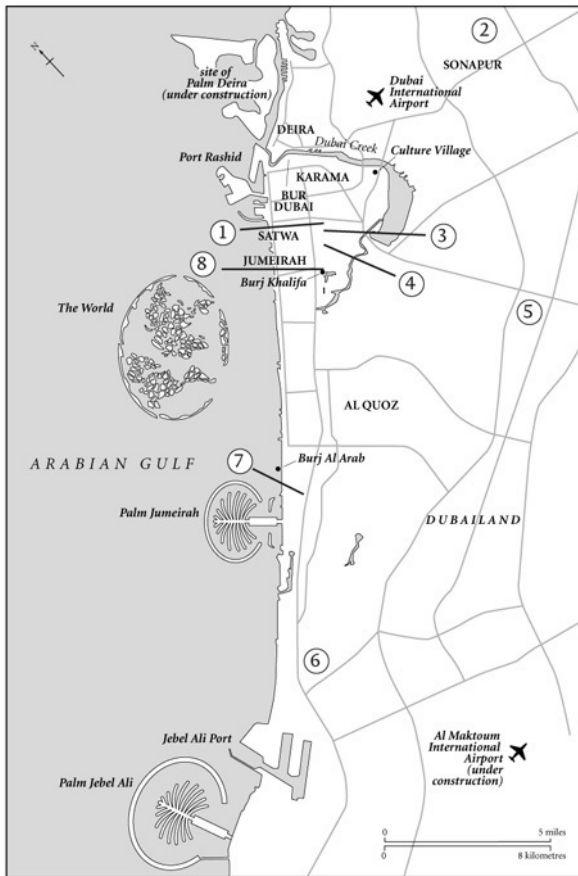 N
2
SONAPUR
site of
Palm Deira
(under construction)
Dubai
International
Airport
DEIRA
Dubai Creek
Culture Village
Port Rashid
KARAMA
BUR
DUBAI
1
SATWA
3
8
JUMEIRAH
4
Burj Khalifa
The World
5
AL QUOZ
ARABIAN GULF
7
Burj Al Arab
Palm Jumeirah
DUBAILAND
6
Jebel Ali Port
Al Maktoum
International
Airport
(under
construction)
Palm Jebel Ali
0 5 miles
0 8 kilometres